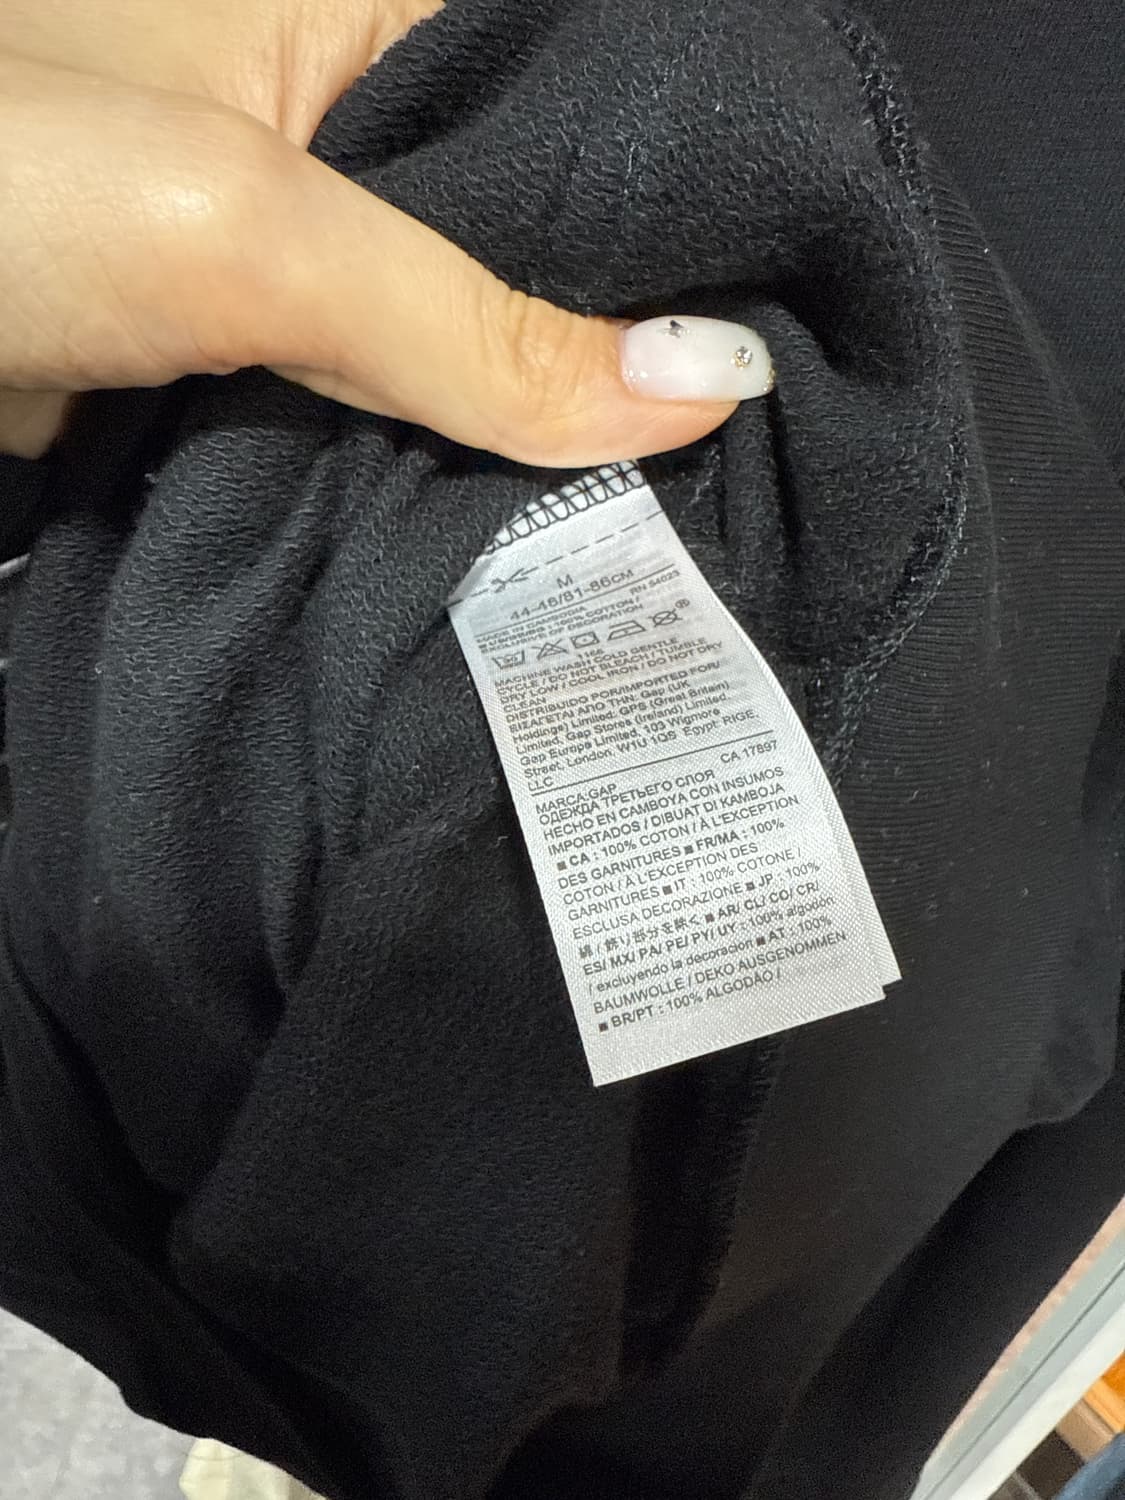 M
44-46/81-86CM
MADE IN CAMBODIA RN 54023
100% COTTON /
EXCLUSIVE OF DECORATION
30
MACHINE WASH COLD GENTLE
CYCLE / DO NOT BLEACH / TUMBLE
DRY LOW / COOL IRON / DO NOT DRY
CLEAN
DISTRIBUIDO POR/IMPORTED FOR/
ΕΙΣΑΓΕΤΑΙ ΑΠΟ ΤΗΝ: Gap (UK
Holdings) Limited. GPS (Great Britain)
Limited, Gap Stores (Ireland) Limited.
Gap Europe Limited, 103 Wigmore
Street, London, W1U 1QS Egypt: RIGE.
LLC
CA 17897
MARCA:GAP
ОДЕЖДА ТРЕТЬЕГО СЛОЯ
HECHO EN CAMBOYA CON INSUMOS
IMPORTADOS / DIBUAT DI KAMBOJA
■ CA : 100% COTON / À L'EXCEPTION
DES GARNITURES ■ FR/MA : 100%
COTON / À L'EXCEPTION DES
GARNITURES ■ IT : 100% COTONE /
ESCLUSA DECORAZIONE ■ JP : 100%
綿 / 飾り部分を除く ■ AR/ CL/ CO/ CR/
ES/ MX/ PA/ PE/ PY/ UY : 100% algodón
/ excluyendo la decoración ■ AT : 100%
BAUMWOLLE / DEKO AUSGENOMMEN
■ BR/PT : 100% ALGODÃO /